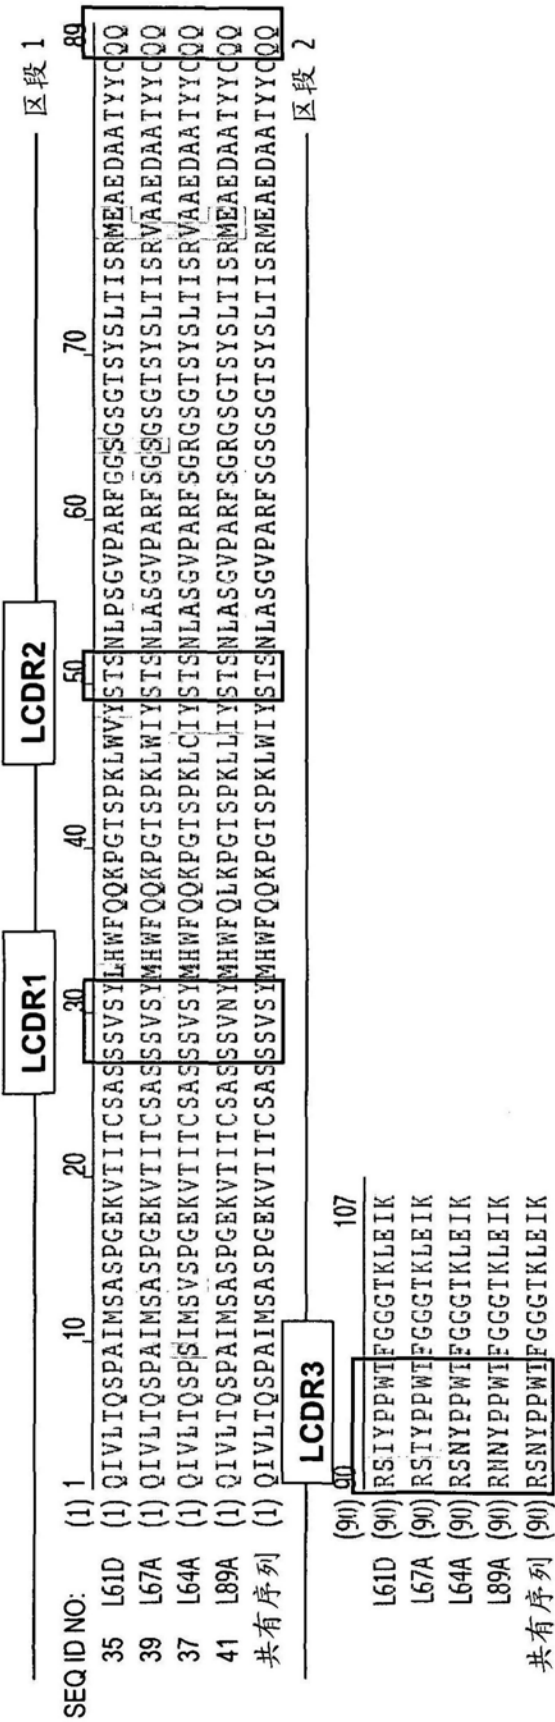 LCDR1 LCDR2 区段 1
SEQ ID NO: (1) 1 10 20 30 40 50 60 70 89
35 L61D (1) QIVLTQSPAIMSASPGEKVTITCSASSSVSYLHWFQQKPGTSPKLWVYSTSNLPSGVPARFGGSGSGTSYSLTISRMEAEDAATYYCQQ
39 L67A (1) QIVLTQSPAIMSASPGEKVTITCSASSSVSYMHWFQQKPGTSPKLWIYSTSNLASGVPARFSGSGSGTSYSLTISRVAAEDAATYYCQQ
37 L64A (1) QIVLTQSPSIMSVSPGEKVTITCSASSSVSYMHWFQQKPGTSPKLCIYSTSNLASGVPARFSGRGSGTSYSLTISRVAAEDAATYYCQQ
41 L89A (1) QIVLTQSPAIMSASPGEKVTITCSASSSVNYMHWFQLKPGTSPKLLIYSTSNLASGVPARFSGRGSGTSYSLTISRMEAEDAATYYCQQ
共有序列 (1) QIVLTQSPAIMSASPGEKVTITCSASSSVSYMHWFQQKPGTSPKLWIYSTSNLASGVPARFSGSGSGTSYSLTISRMEAEDAATYYCQQ
LCDR3 区段 2
(90) 90 107
L61D (90) RSIYPPWTFGGGTKLEIK
L67A (90) RSTYPPWTFGGGTKLEIK
L64A (90) RSNYPPWTFGGGTKLEIK
L89A (90) RNNYPPWTFGGGTKLEIK
共有序列 (90) RSNYPPWTFGGGTKLEIK